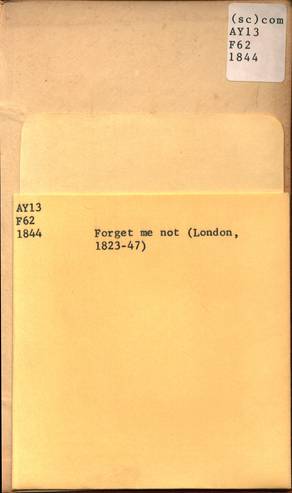 (sc)com
AY13
F62
1844
AY13
F62
1844 Forget me not (London,
1823-47)